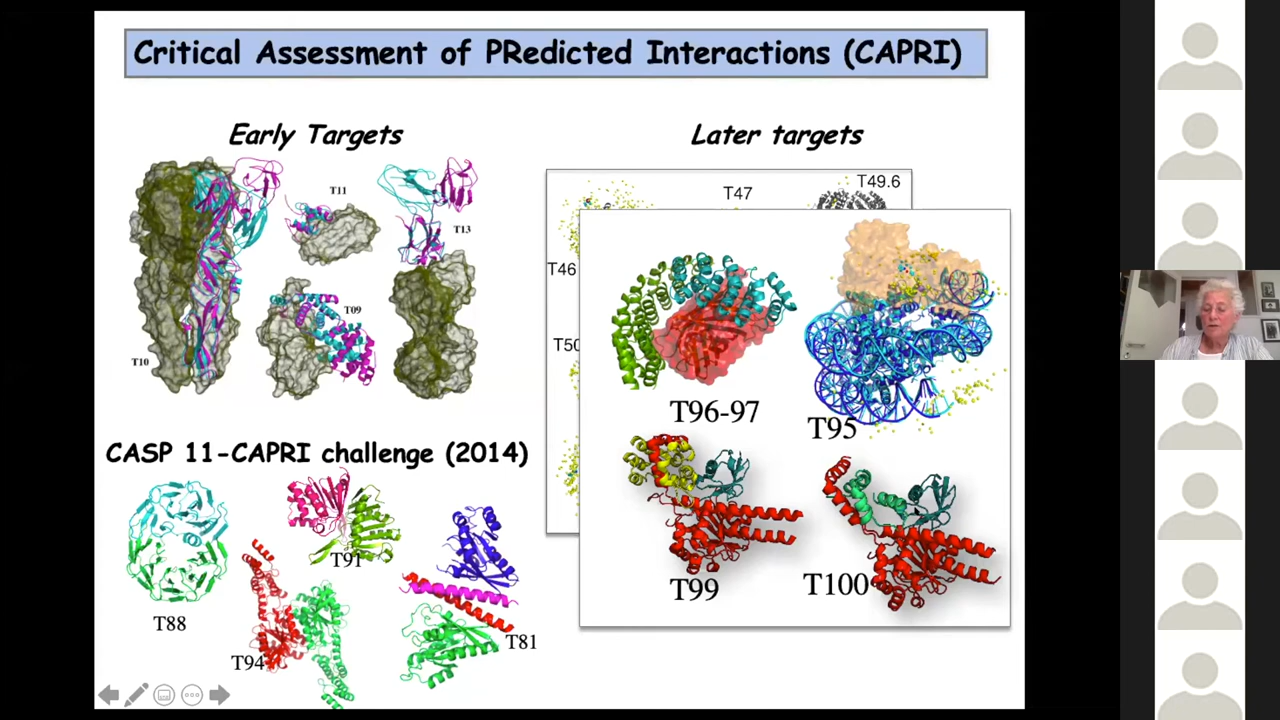 Critical Assessment of PRedicted Interactions (CAPRI)
Early Targets
Later targets
T11
T13
T10
T09
T47
T49.6
T46
T50
T96-97
T95
T99
T100
CASP 11-CAPRI challenge (2014)
T88
T91
T94
T81